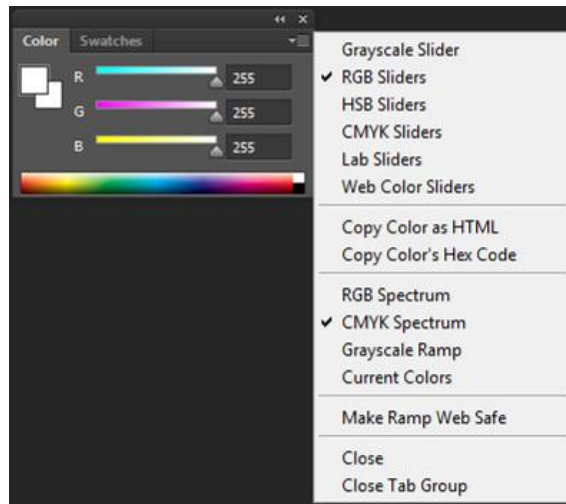 Color Swatches
R 255
G 255
B 255
Grayscale Slider
RGB Sliders
HSB Sliders
CMYK Sliders
Lab Sliders
Web Color Sliders
Copy Color as HTML
Copy Color's Hex Code
RGB Spectrum
CMYK Spectrum
Grayscale Ramp
Current Colors
Make Ramp Web Safe
Close
Close Tab Group